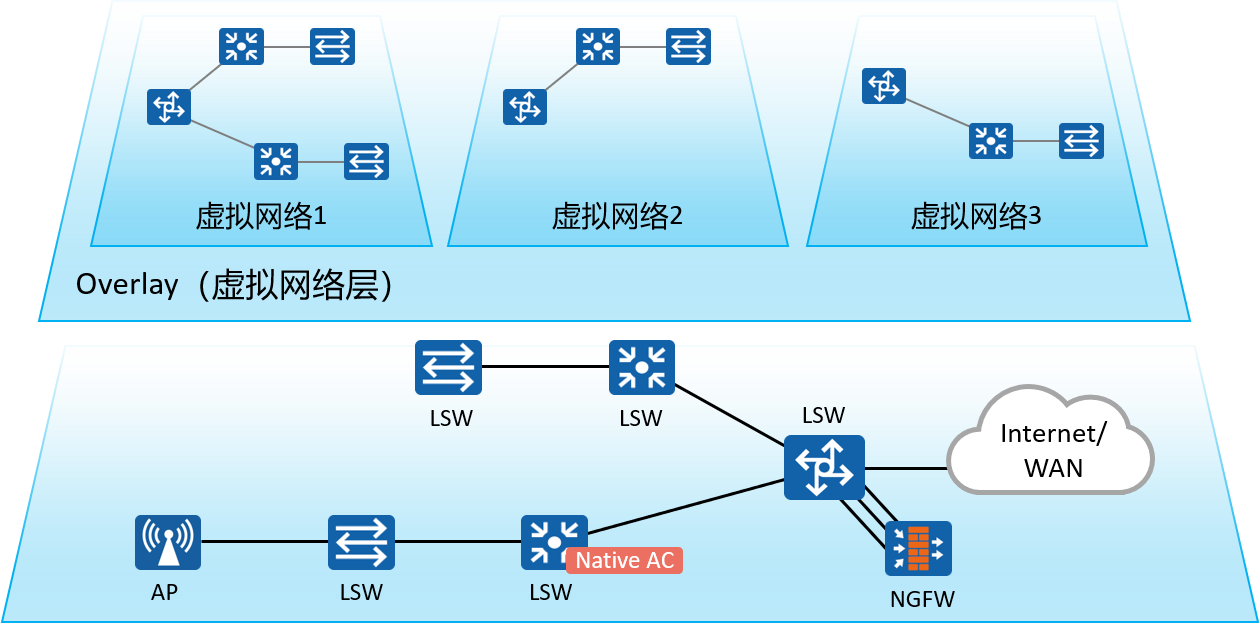 虚拟网络1
虚拟网络2
虚拟网络3
Overlay（虚拟网络层）
LSW
LSW
LSW
Internet/
WAN
Native AC
AP
LSW
LSW
NGFW